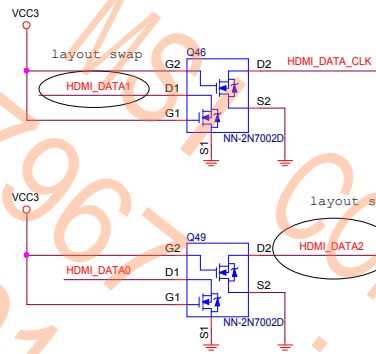 VCC3
layout swap
Q46
G2
D2
HDMI_DATA_CLK
HDMI_DATA1
D1
S2
G1
S1
NN-2N7002D
VCC3
layout s
Q49
G2
D2
HDMI_DATA2
HDMI_DATA0
D1
S2
G1
S1
NN-2N7002D
MSI